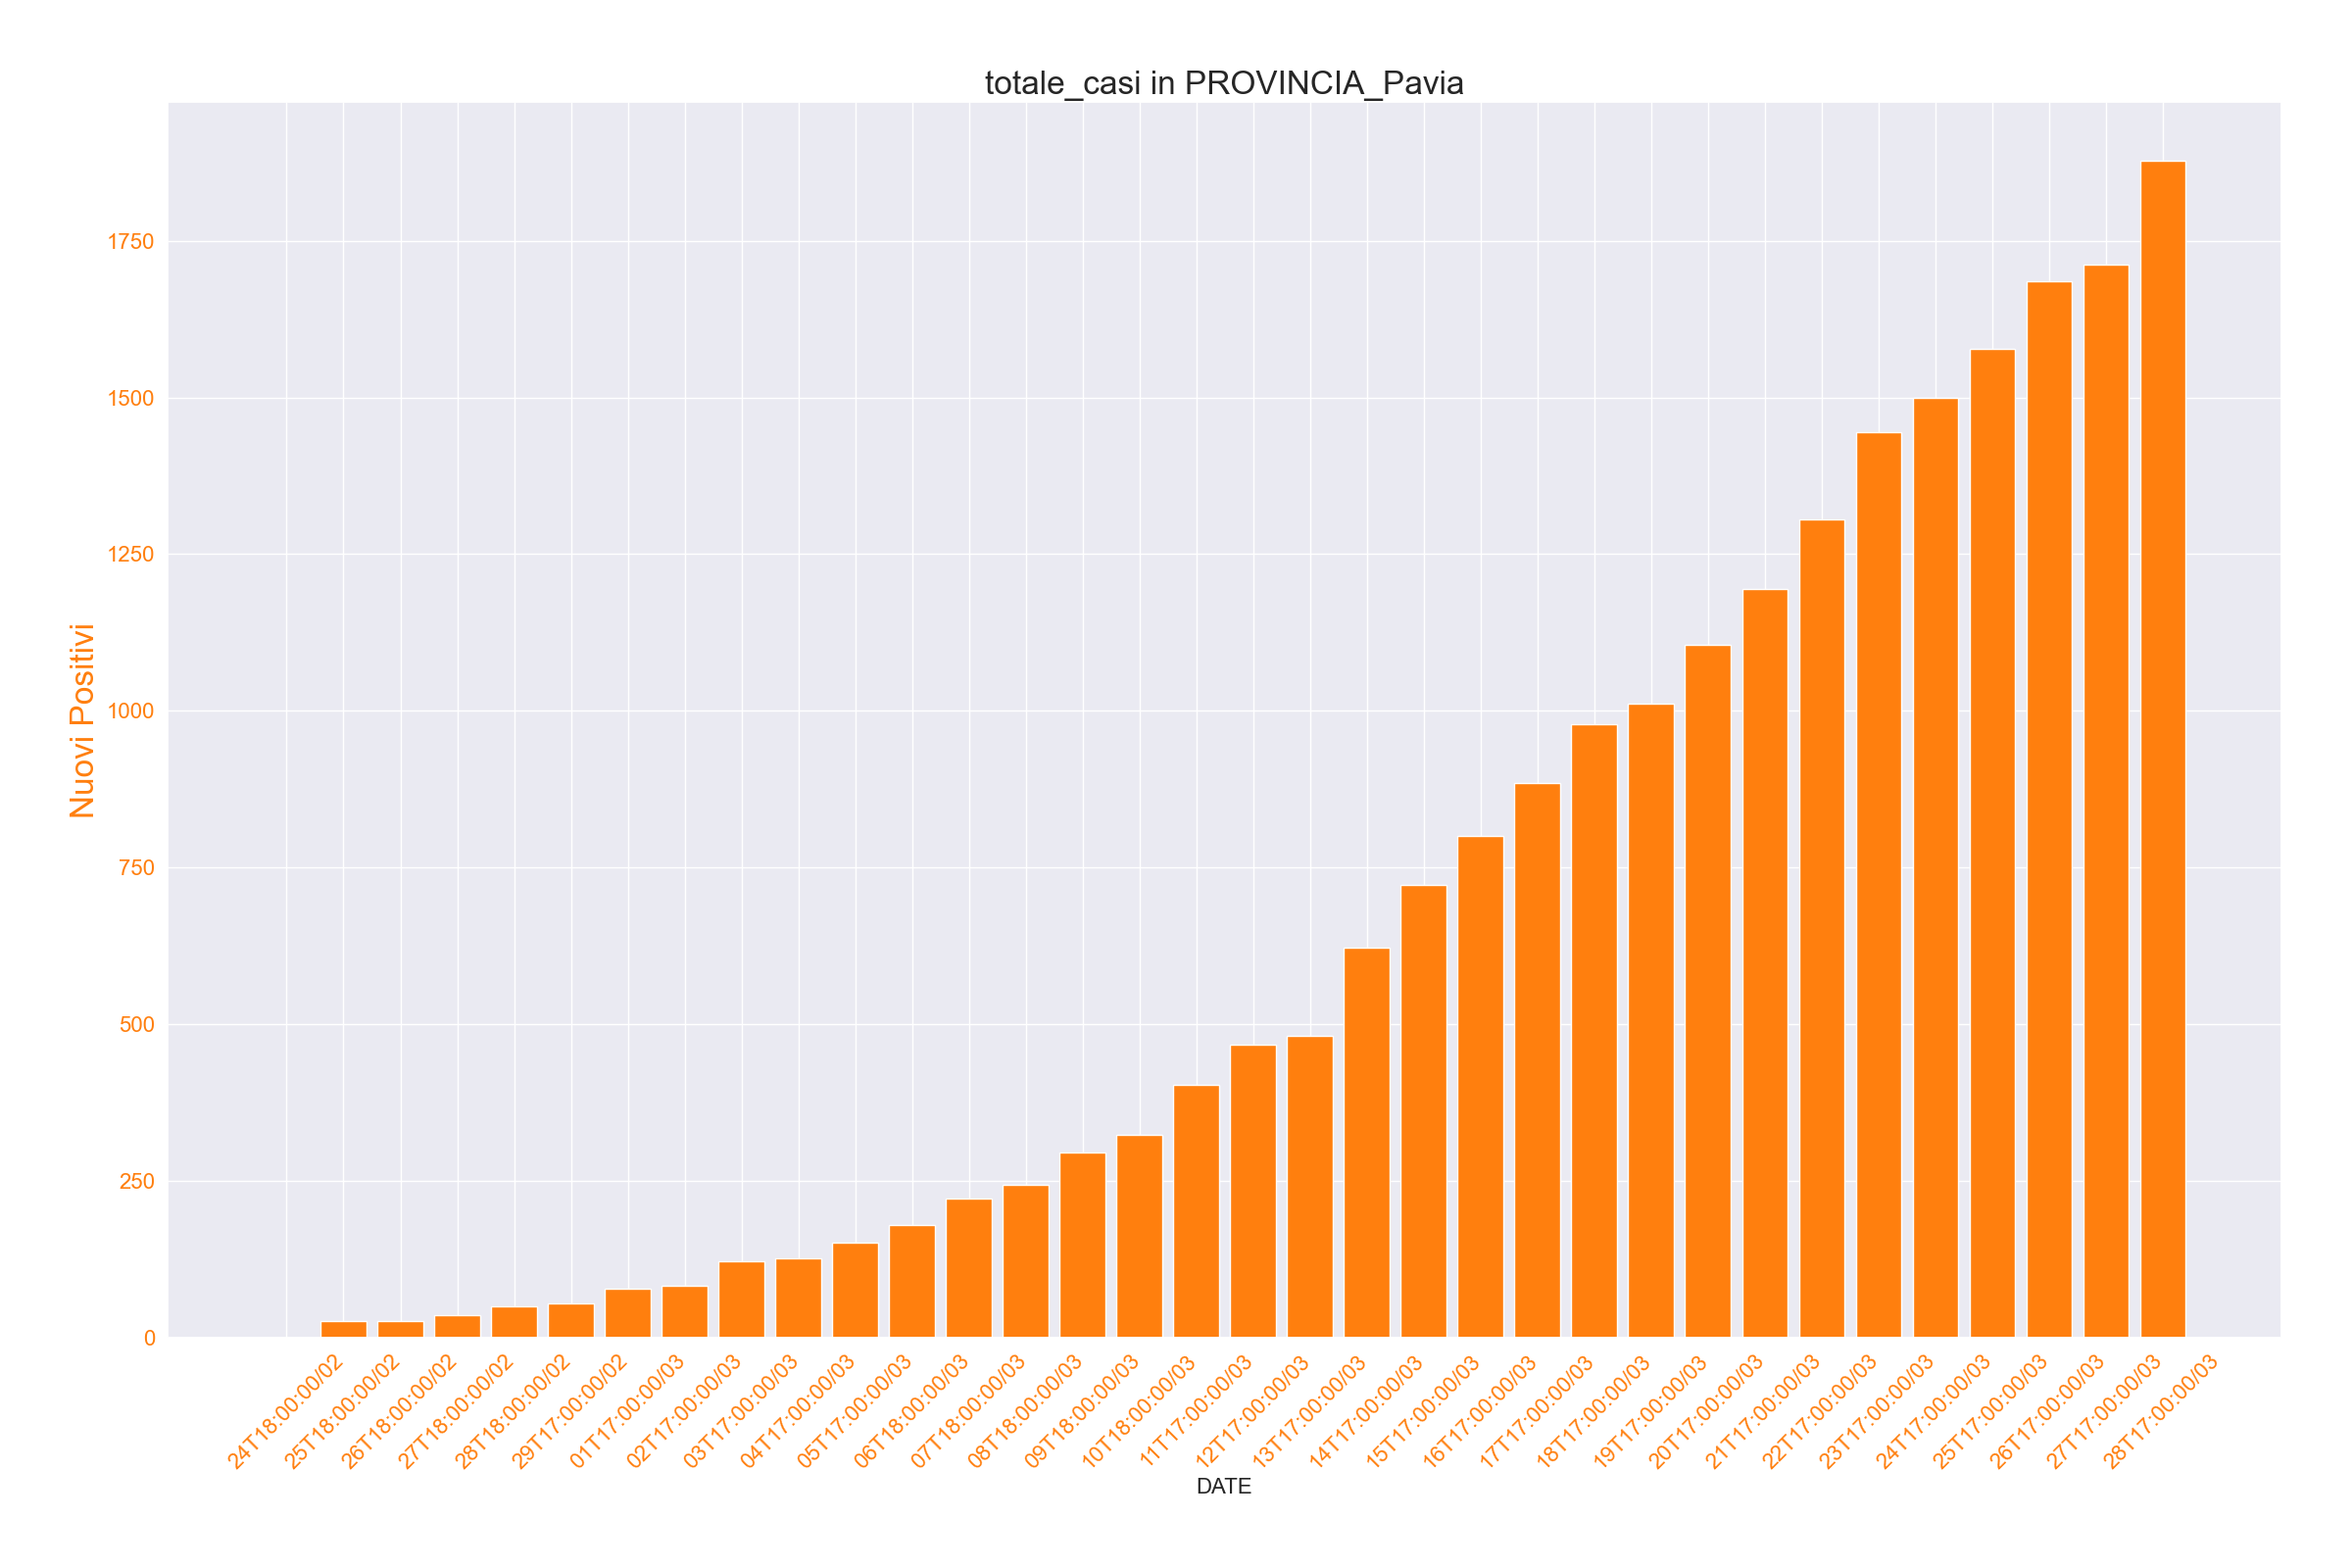 totale_casi in PROVINCIA_Pavia
Nuovi Positivi
1750
1500
1250
1000
750
500
250
0
24T18:00:00/02
25T18:00:00/02
26T18:00:00/02
27T18:00:00/02
28T18:00:00/02
29T17:00:00/02
01T17:00:00/03
02T17:00:00/03
03T17:00:00/03
04T17:00:00/03
05T17:00:00/03
06T18:00:00/03
07T18:00:00/03
08T18:00:00/03
09T18:00:00/03
10T18:00:00/03
11T17:00:00/03
12T17:00:00/03
13T17:00:00/03
14T17:00:00/03
15T17:00:00/03
16T17:00:00/03
17T17:00:00/03
18T17:00:00/03
19T17:00:00/03
20T17:00:00/03
21T17:00:00/03
22T17:00:00/03
23T17:00:00/03
24T17:00:00/03
25T17:00:00/03
26T17:00:00/03
27T17:00:00/03
28T17:00:00/03
DATE